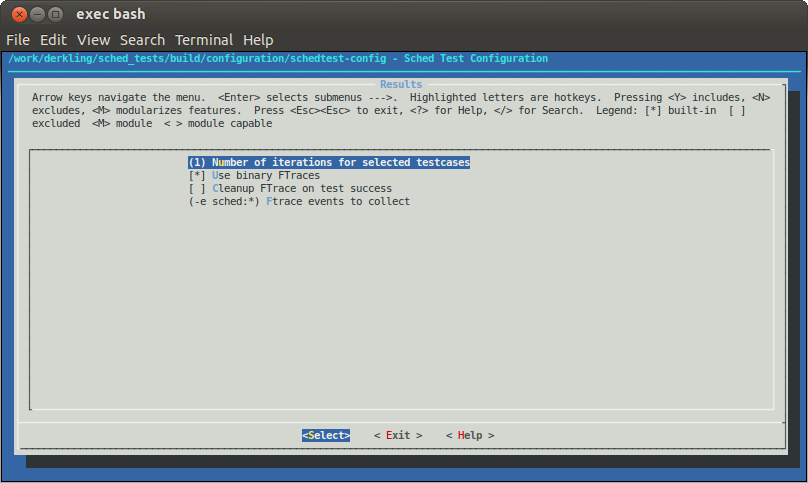 exec bash
File Edit View Search Terminal Help
/work/derkling/sched_tests/build/configuration/schedtest-config - Sched Test Configuration
Results
Arrow keys navigate the menu. <Enter> selects submenus --->. Highlighted letters are hotkeys. Pressing <Y> includes, <N>
excludes, <M> modularizes features. Press <Esc><Esc> to exit, <?> for Help, </> for Search. Legend: [*] built-in [ ]
excluded <M> module < > module capable
(1) Number of iterations for selected testcases
[*] Use binary FTraces
[ ] Cleanup FTrace on test success
(-e sched:*) Ftrace events to collect
<Select> < Exit > < Help >